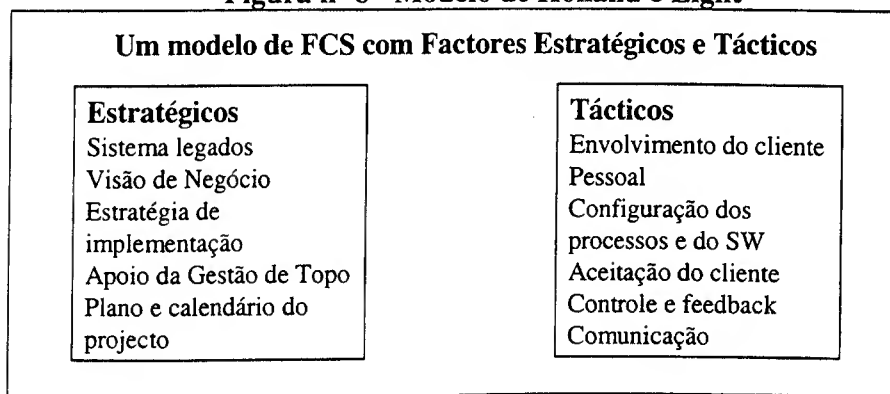 Um modelo de FCS com Factores Estratégicos e Tácticos
Estratégicos
Sistema legados
Visão de Negócio
Estratégia de
implementação
Apoio da Gestão de Topo
Plano e calendário do
projecto
Tácticos
Envolvimento do cliente
Pessoal
Configuração dos
processos e do SW
Aceitação do cliente
Controle e feedback
Comunicação